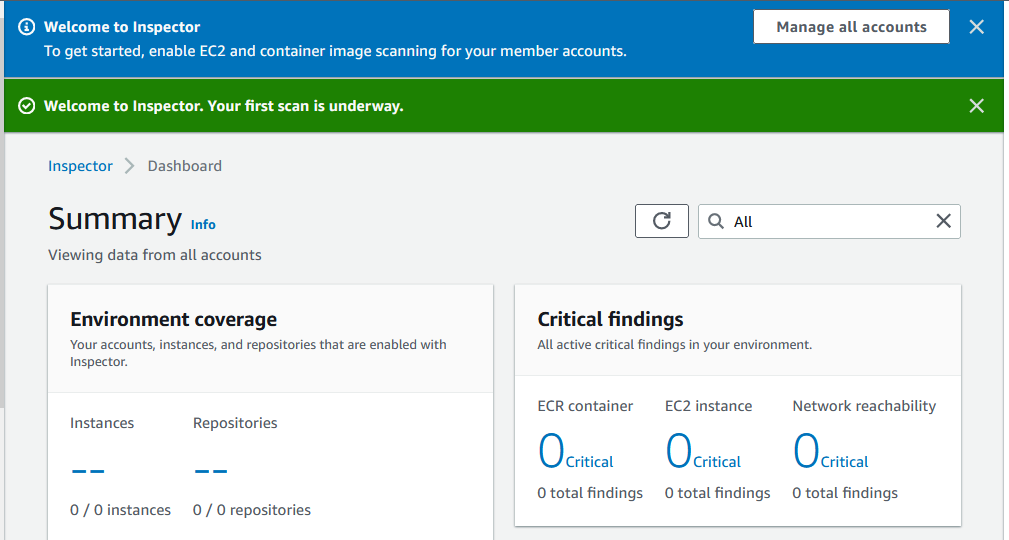 Welcome to Inspector
Manage all accounts
To get started, enable EC2 and container image scanning for your member accounts.
Welcome to Inspector. Your first scan is underway.
Inspector Dashboard
Summary Info
All
Viewing data from all accounts
Environment coverage
Your accounts, instances, and repositories that are enabled with
Inspector.
Instances Repositories
-- --
0 / 0 instances 0 / 0 repositories
Critical findings
All active critical findings in your environment.
ECR container EC2 instance Network reachability
0 Critical 0 Critical 0 Critical
0 total findings 0 total findings 0 total findings